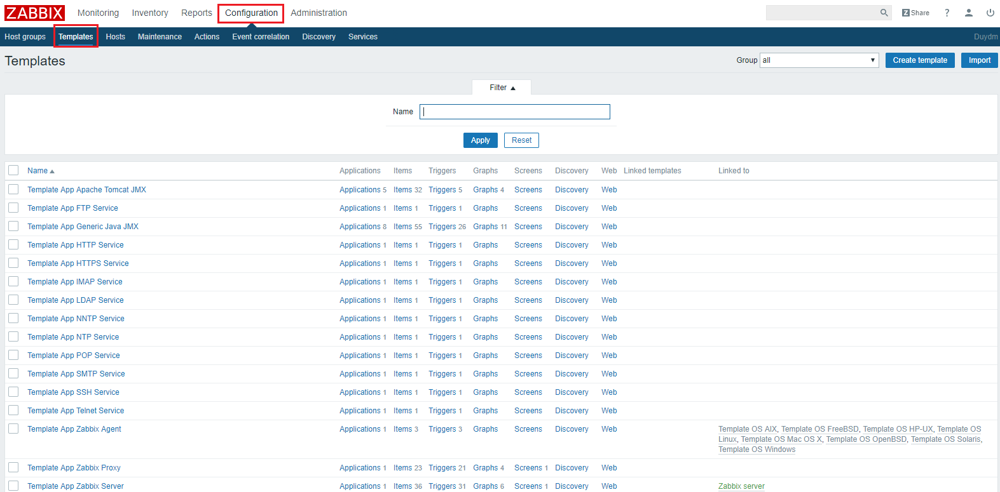 ZABBIX Monitoring Inventory Reports Configuration Administration Z Share ?
Host groups Templates Hosts Maintenance Actions Event correlation Discovery Services Duydm
Templates Group all Create template Import
Filter
Name
Apply Reset
Name Applications Items Triggers Graphs Screens Discovery Web Linked templates Linked to
Template App Apache Tomcat JMX Applications 5 Items 32 Triggers 5 Graphs 4 Screens Discovery Web
Template App FTP Service Applications 1 Items 1 Triggers 1 Graphs Screens Discovery Web
Template App Generic Java JMX Applications 8 Items 55 Triggers 26 Graphs 11 Screens Discovery Web
Template App HTTP Service Applications 1 Items 1 Triggers 1 Graphs Screens Discovery Web
Template App HTTPS Service Applications 1 Items 1 Triggers 1 Graphs Screens Discovery Web
Template App IMAP Service Applications 1 Items 1 Triggers 1 Graphs Screens Discovery Web
Template App LDAP Service Applications 1 Items 1 Triggers 1 Graphs Screens Discovery Web
Template App NNTP Service Applications 1 Items 1 Triggers 1 Graphs Screens Discovery Web
Template App NTP Service Applications 1 Items 1 Triggers 1 Graphs Screens Discovery Web
Template App POP Service Applications 1 Items 1 Triggers 1 Graphs Screens Discovery Web
Template App SMTP Service Applications 1 Items 1 Triggers 1 Graphs Screens Discovery Web
Template App SSH Service Applications 1 Items 1 Triggers 1 Graphs Screens Discovery Web
Template App Telnet Service Applications 1 Items 1 Triggers 1 Graphs Screens Discovery Web
Template App Zabbix Agent Applications 1 Items 3 Triggers 3 Graphs Screens Discovery Web Template OS AIX, Template OS FreeBSD, Template OS HP-UX, Template OS
Linux, Template OS Mac OS X, Template OS OpenBSD, Template OS Solaris,
Template OS Windows
Template App Zabbix Proxy Applications 1 Items 23 Triggers 21 Graphs 4 Screens 1 Discovery Web
Template App Zabbix Server Applications 1 Items 36 Triggers 31 Graphs 6 Screens 1 Discovery Web Zabbix server